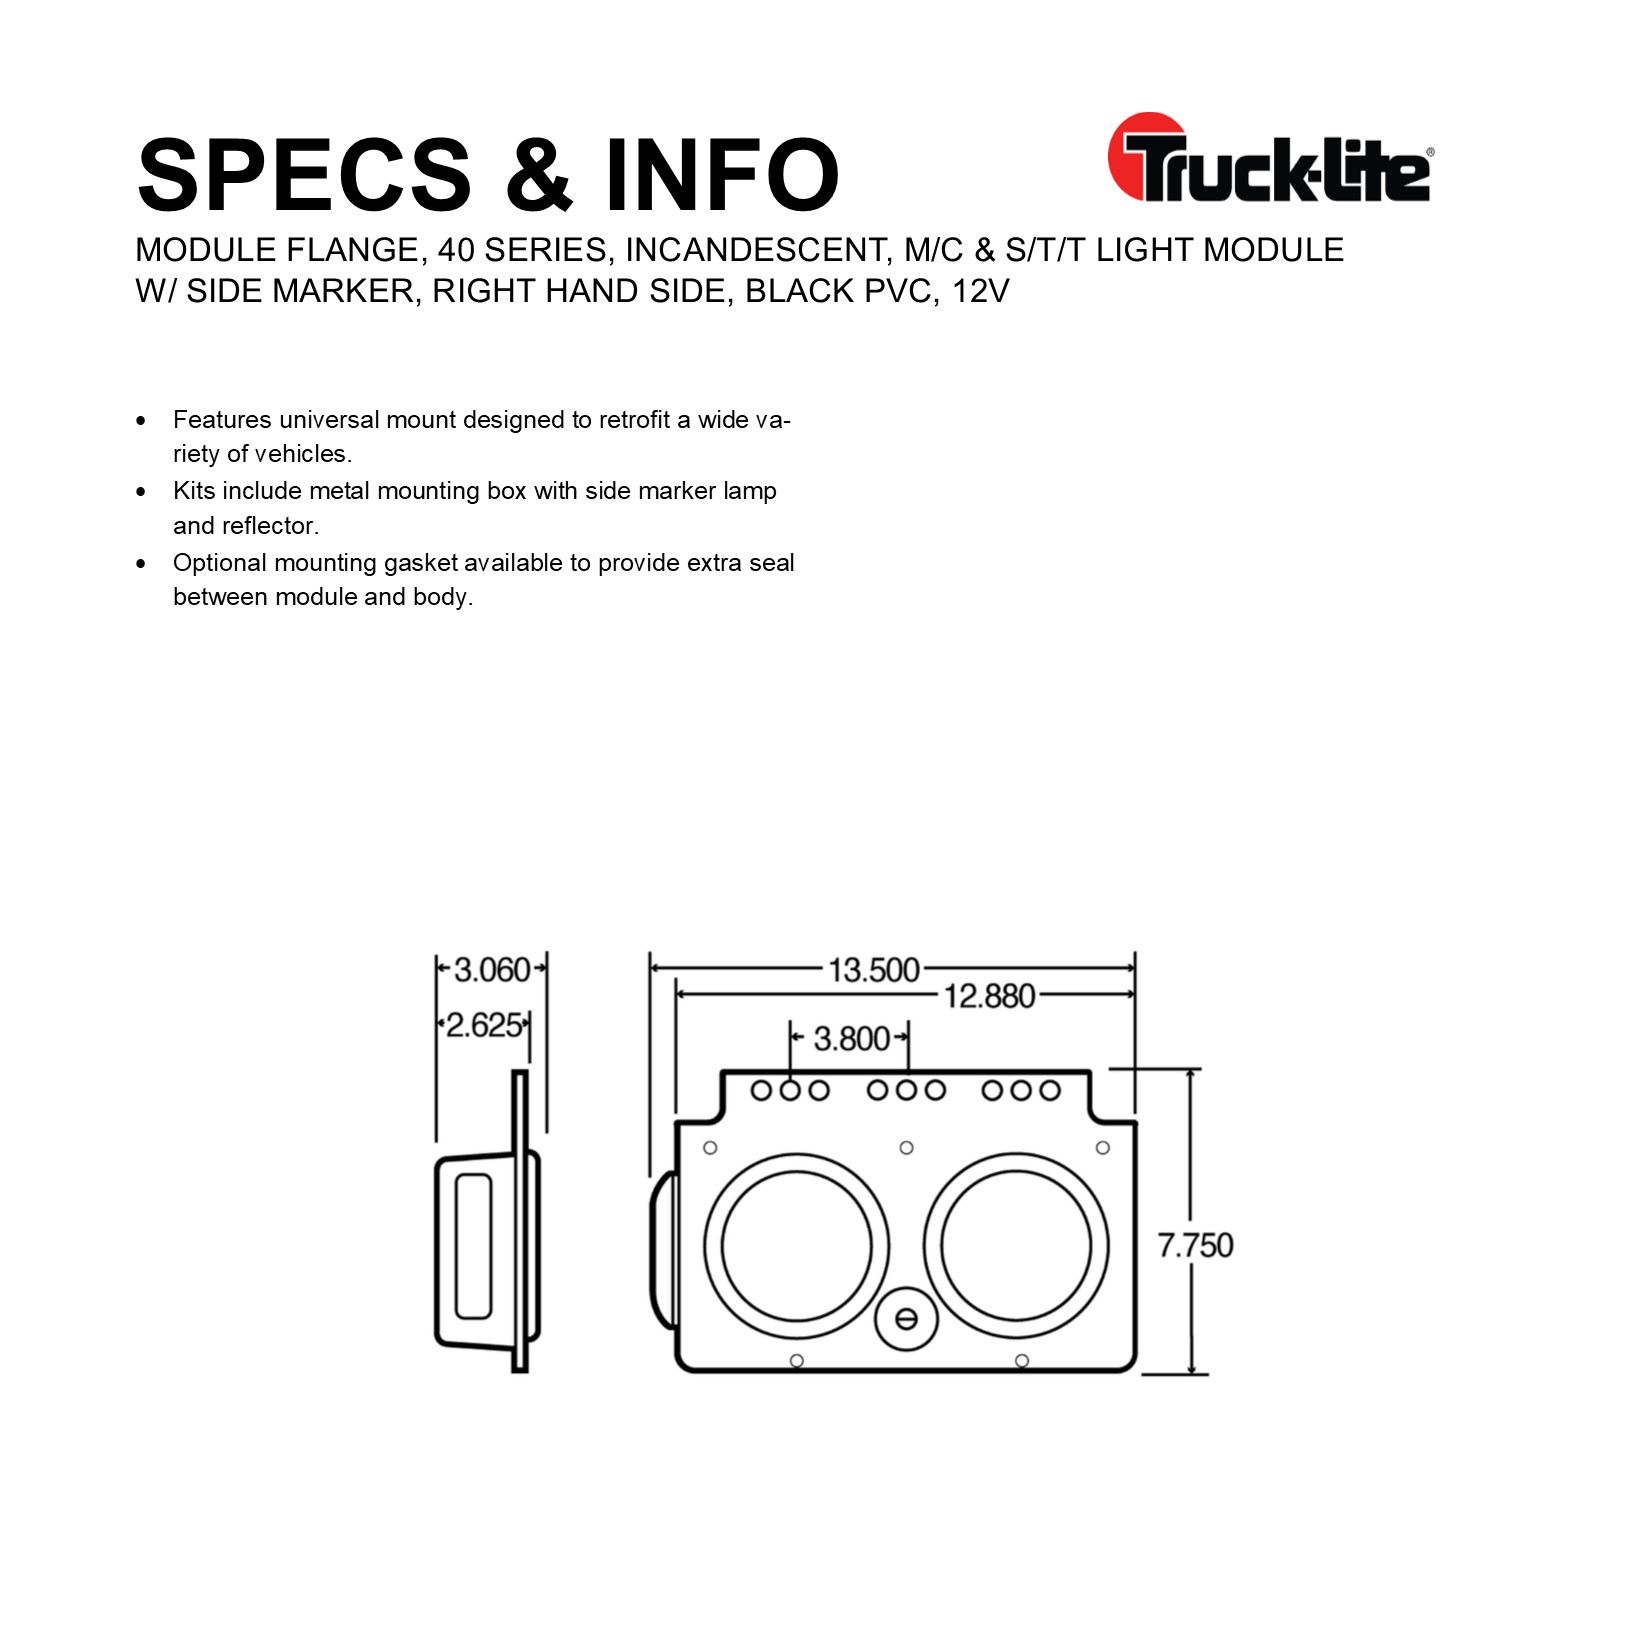 SPECS & INFO
Truck-Lite®
MODULE FLANGE, 40 SERIES, INCANDESCENT, M/C & S/T/T LIGHT MODULE
W/ SIDE MARKER, RIGHT HAND SIDE, BLACK PVC, 12V
• Features universal mount designed to retrofit a wide va-
riety of vehicles.
• Kits include metal mounting box with side marker lamp
and reflector.
• Optional mounting gasket available to provide extra seal
between module and body.
3.060
2.625
13.500
12.880
3.800
7.750